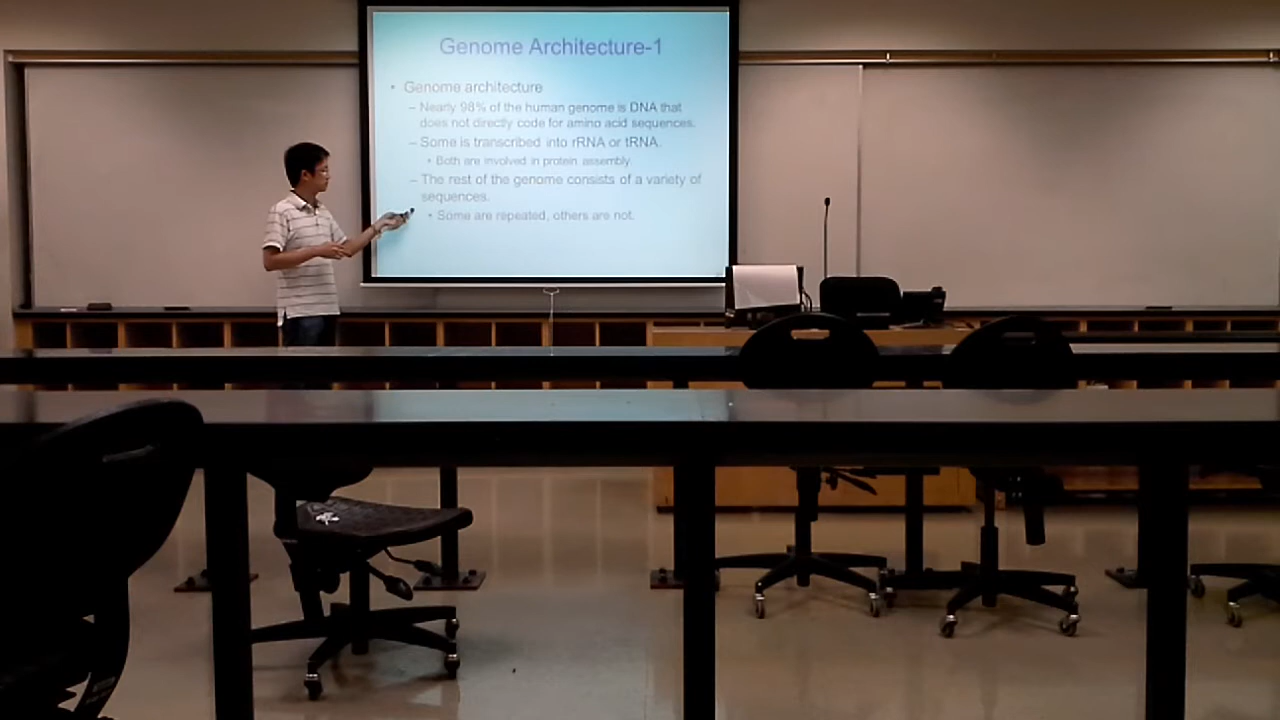 Genome Architecture-1
• Genome architecture
– Nearly 98% of the human genome is DNA that
does not directly code for amino acid sequences.
– Some is transcribed into rRNA or tRNA.
• Both are involved in protein assembly.
– The rest of the genome consists of a variety of
sequences.
• Some are repeated, others are not.